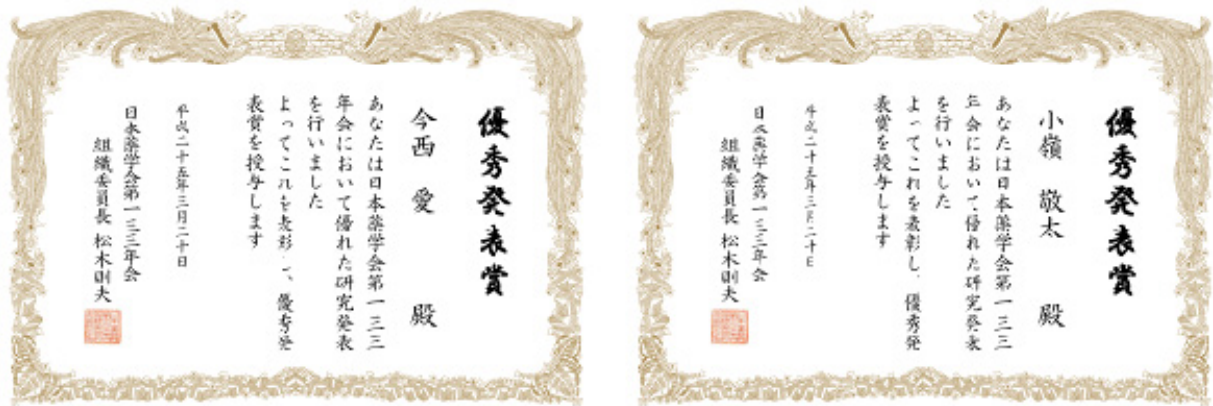 優秀発表賞
今西 愛 殿
あなたは日本薬学会第一三三
年会において優れた研究発表
を行いました
よってこれを表彰し、優秀発
表賞を授与します
平成二十五年三月二十日
日本薬学会第一三三年会
組織委員長 松木則夫
優秀発表賞
小嶺 敬太 殿
あなたは日本薬学会第一三三
年会において優れた研究発表
を行いました
よってこれを表彰し、優秀発
表賞を授与します
平成二十五年三月二十日
日本薬学会第一三三年会
組織委員長 松木則夫